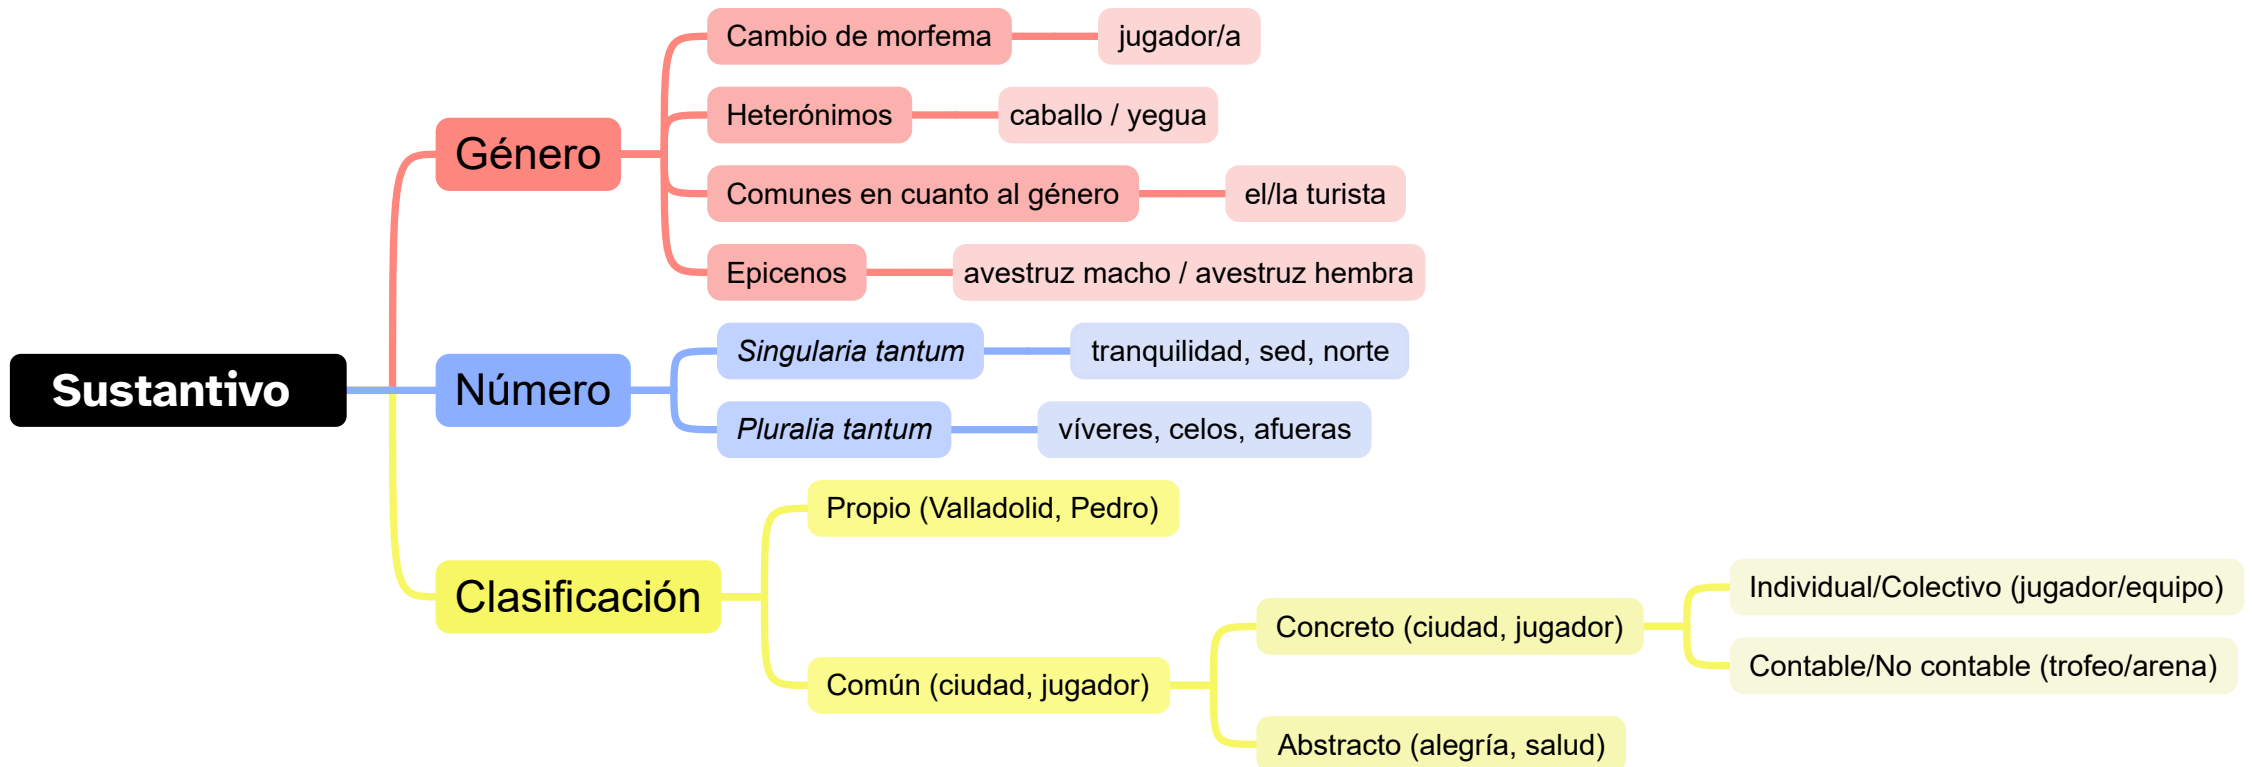 Cambio de morfema
jugador/a
Heterónimos
caballo / yegua
Género
Comunes en cuanto al género
el/la turista
Epicenos
avestruz macho / avestruz hembra
Sustantivo
Número
Singularia tantum
tranquilidad, sed, norte
Pluralia tantum
víveres, celos, afueras
Clasificación
Propio (Valladolid, Pedro)
Común (ciudad, jugador)
Concreto (ciudad, jugador)
Individual/Colectivo (jugador/equipo)
Contable/No contable (trofeo/arena)
Abstracto (alegría, salud)